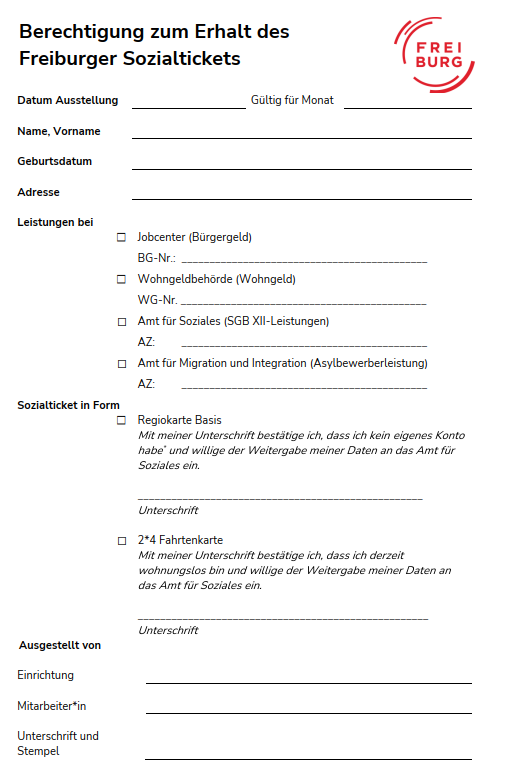 Berechtigung zum Erhalt des
Freiburger Sozialtickets
FREI
BURG
Datum Ausstellung ____________________ Gültig für Monat ____________________
Name, Vorname
Geburtsdatum
Adresse
Leistungen bei
☐ Jobcenter (Bürgergeld)
BG-Nr.: ____________________________________________
☐ Wohngeldbehörde (Wohngeld)
WG-Nr. ____________________________________________
☐ Amt für Soziales (SGB XII-Leistungen)
AZ: ____________________________________________
☐ Amt für Migration und Integration (Asylbewerberleistung)
AZ: ____________________________________________
Sozialticket in Form
☐ Regiokarte Basis
Mit meiner Unterschrift bestätige ich, dass ich kein eigenes Konto
habe* und willige der Weitergabe meiner Daten an das Amt für
Soziales ein.
___________________________________________________
Unterschrift
☐ 2*4 Fahrtenkarte
Mit meiner Unterschrift bestätige ich, dass ich derzeit
wohnungslos bin und willige der Weitergabe meiner Daten an
das Amt für Soziales ein.
____________________________________________________
Unterschrift
Ausgestellt von
Einrichtung
Mitarbeiter*in
Unterschrift und
Stempel